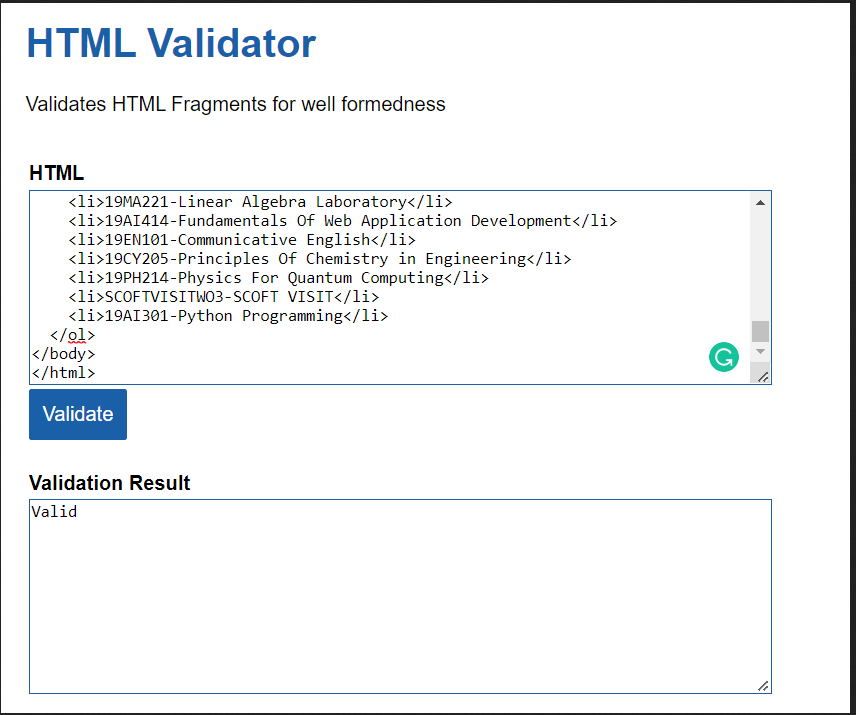 HTML Validator
Validates HTML Fragments for well formedness
HTML
<li>19MA221-Linear Algebra Laboratory</li>
<li>19AI414-Fundamentals Of Web Application Development</li>
<li>19EN101-Communicative English</li>
<li>19CY205-Principles Of Chemistry in Engineering</li>
<li>19PH214-Physics For Quantum Computing</li>
<li>SCOFTVISITWO3-SCOFT VISIT</li>
<li>19AI301-Python Programming</li>
</ol>
</body>
</html>
Validate
Validation Result
Valid